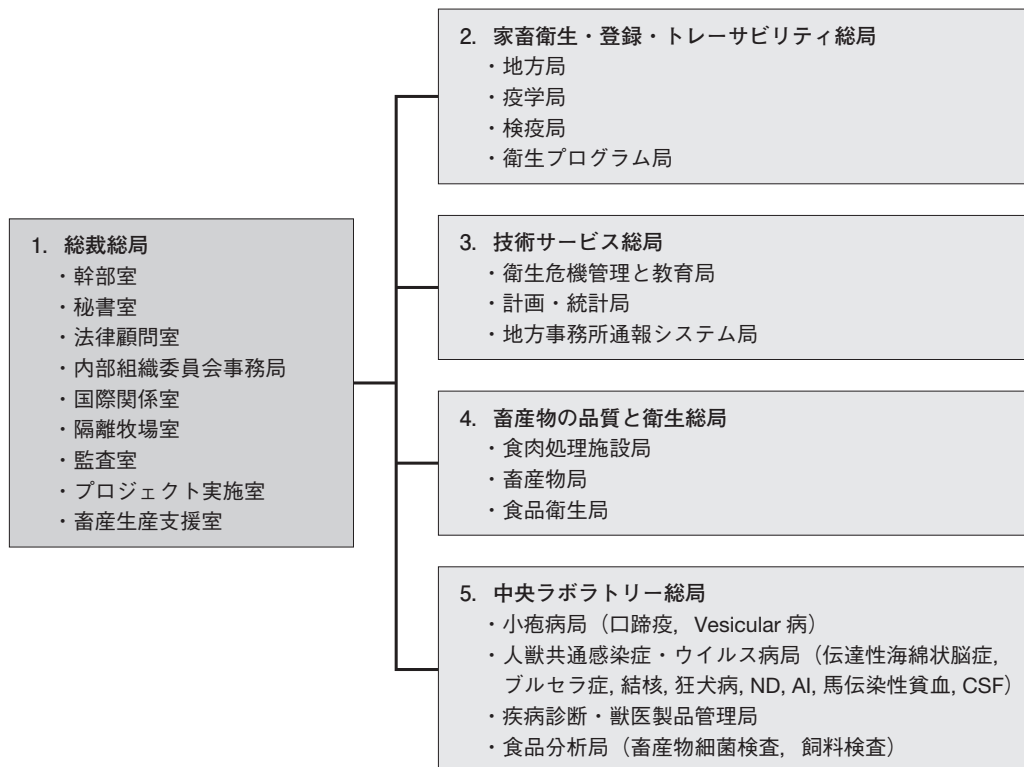 1. 総裁総局
・幹部室
・秘書室
・法律顧問室
・内部組織委員会事務局
・国際関係室
・隔離牧場室
・監査室
・プロジェクト実施室
・畜産生産支援室
2. 家畜衛生・登録・トレーサビリティ総局
・地方局
・疫学局
・検疫局
・衛生プログラム局
3. 技術サービス総局
・衛生危機管理と教育局
・計画・統計局
・地方事務所通報システム局
4. 畜産物の品質と衛生総局
・食肉処理施設局
・畜産物局
・食品衛生局
5. 中央ラボラトリー総局
・小疱病局（口蹄疫，Vesicular 病）
・人獣共通感染症・ウイルス病局（伝達性海綿状脳症,
ブルセラ症, 結核, 狂犬病, ND, AI, 馬伝染性貧血, CSF）
・疾病診断・獣医製品管理局
・食品分析局（畜産物細菌検査，飼料検査）